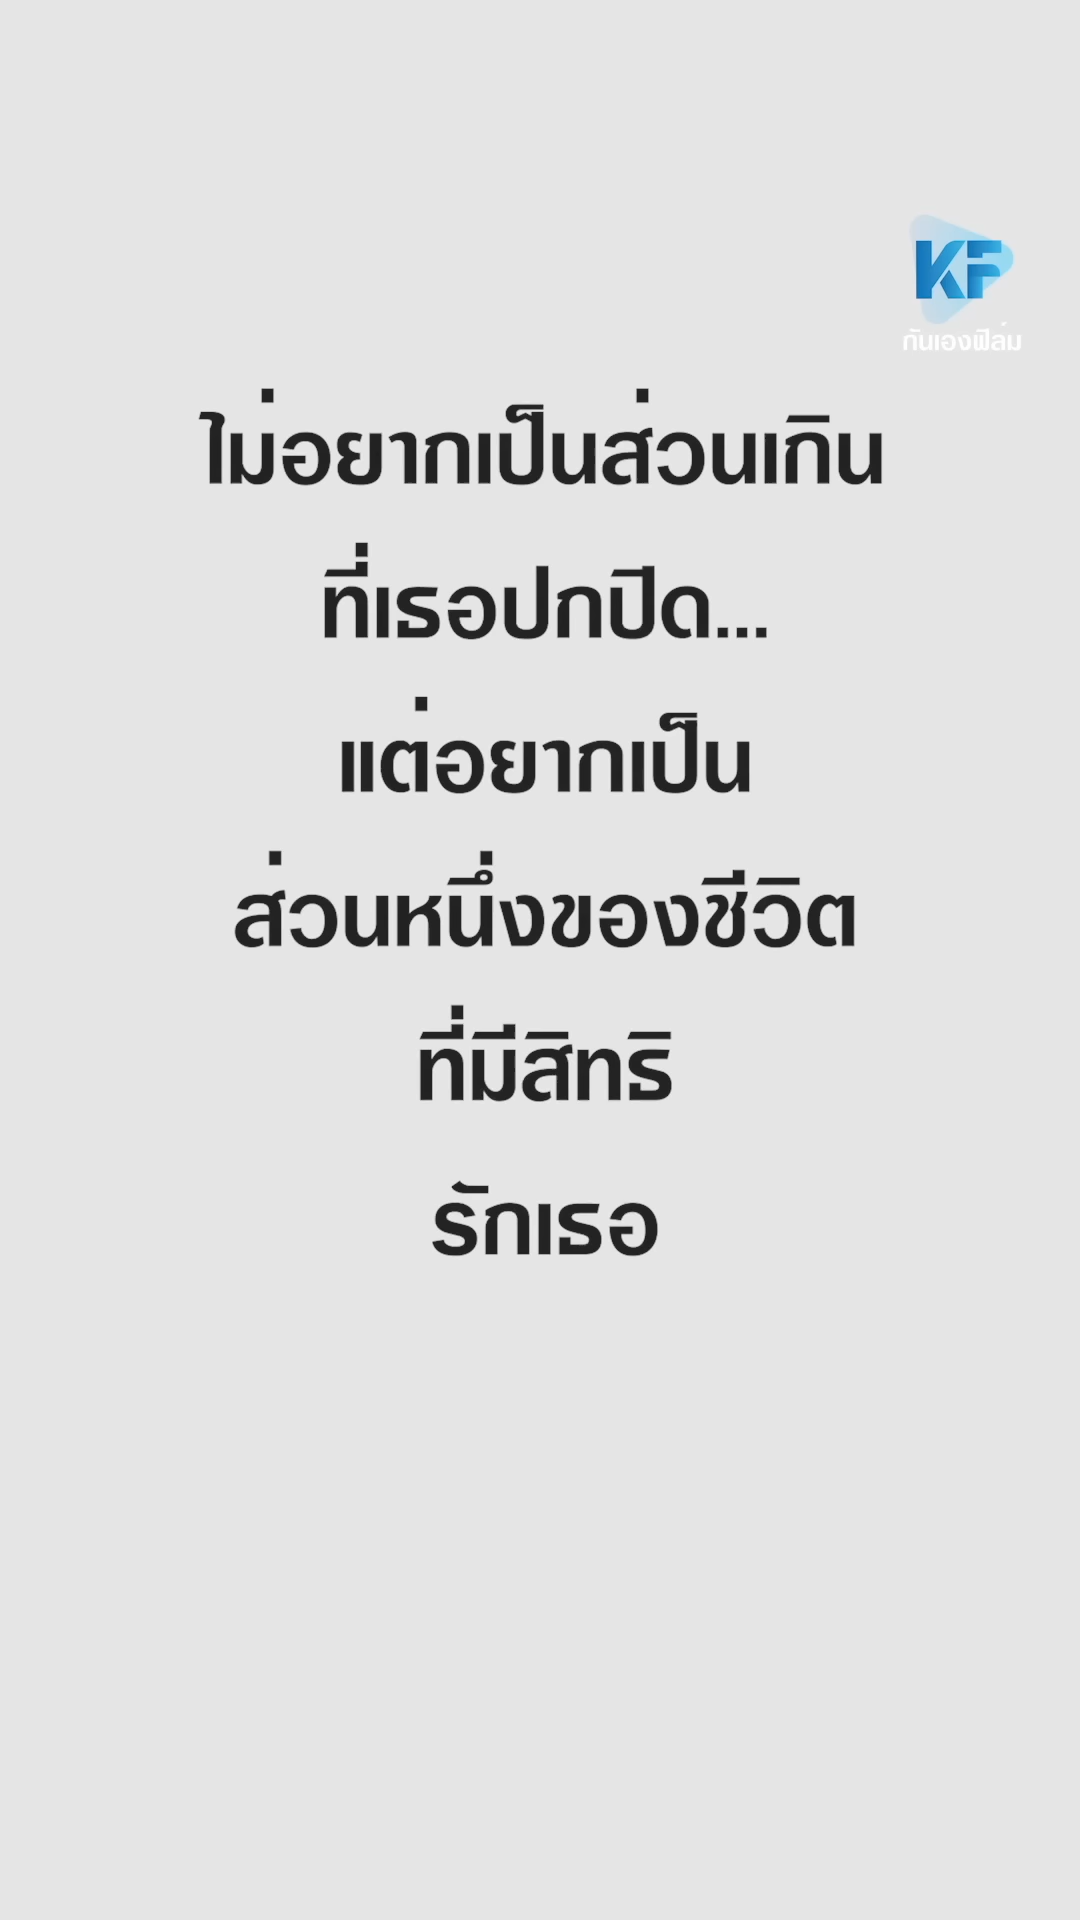 KF
กันเองฟิล์ม
ไม่อยากเป็นส่วนเกิน
ที่เธอปกปิด...
แต่อยากเป็น
ส่วนหนึ่งของชีวิต
ที่มีสิทธิ
รักเธอ